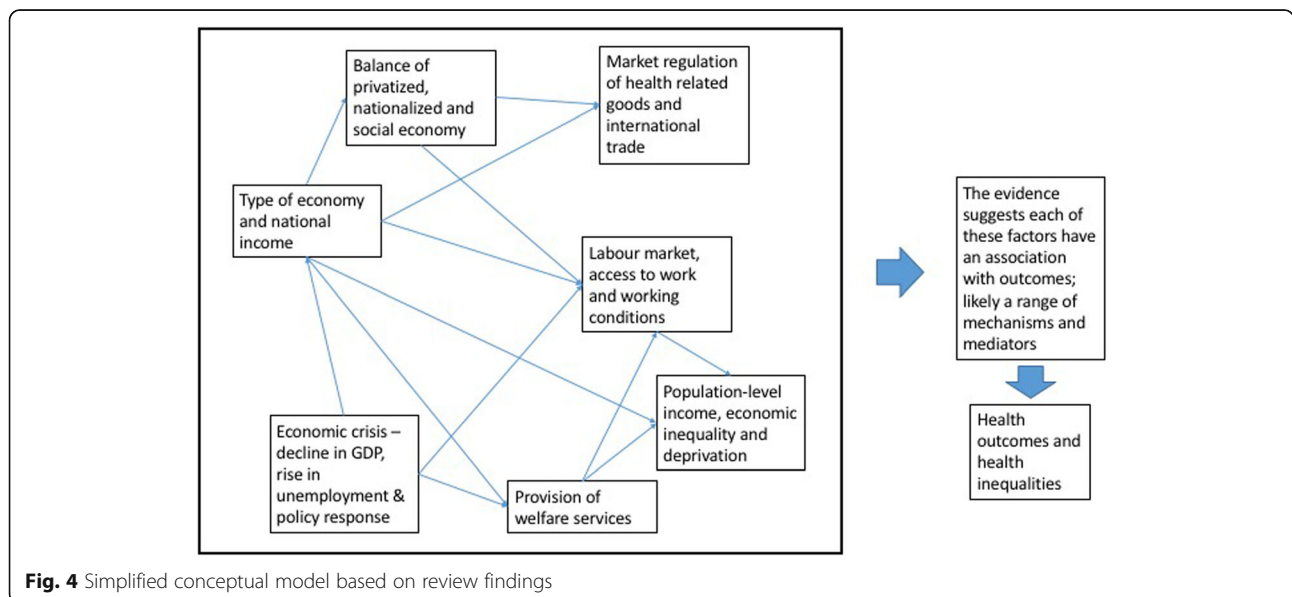 Balance of
privatized,
nationalized and
social economy
Market regulation
of health related
goods and
international
trade
Type of economy
and national
income
Labour market,
access to work
and working
conditions
Population-level
income, economic
inequality and
deprivation
Economic crisis –
decline in GDP,
rise in
unemployment &
policy response
Provision of
welfare services
The evidence
suggests each of
these factors have
an association
with outcomes;
likely a range of
mechanisms and
mediators
Health
outcomes and
health
inequalities
Fig. 4 Simplified conceptual model based on review findings